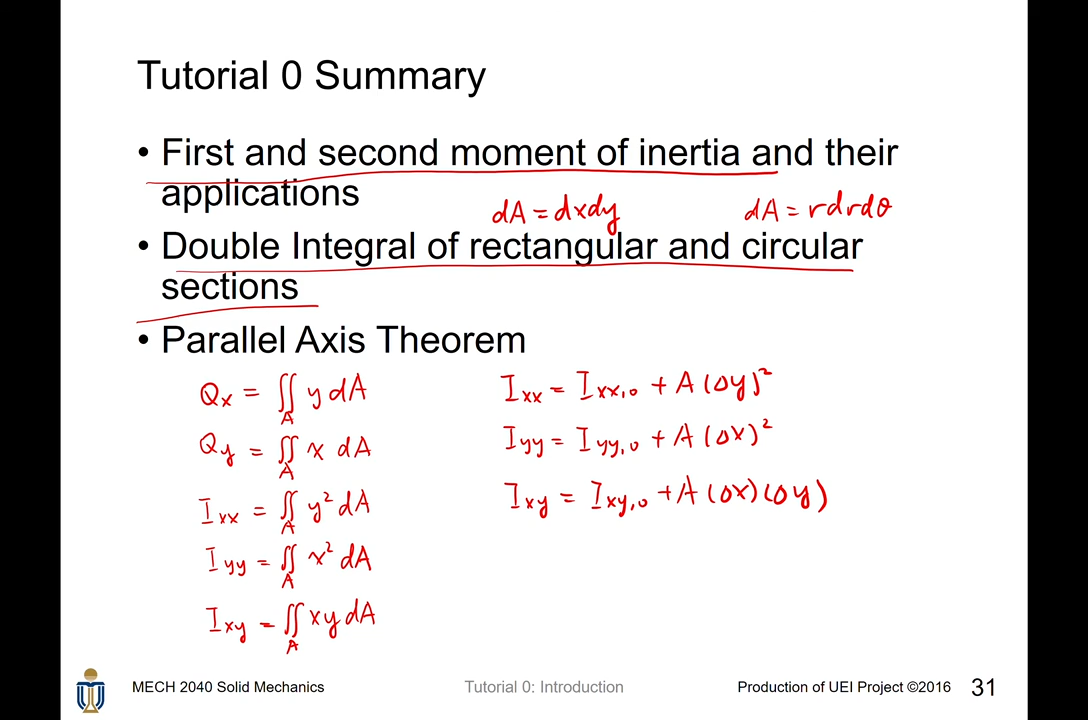 Tutorial 0 Summary
• First and second moment of inertia and their
applications
dA = dxdy dA = rdrdθ
• Double Integral of rectangular and circular
sections
• Parallel Axis Theorem
Qx = ∬A y dA
Qy = ∬A x dA
Ixx = ∬A y² dA
Iyy = ∬A x² dA
Ixy = ∬A xy dA
Ixx = Ixx,0 + A (Δy)²
Iyy = Iyy,0 + A (Δx)²
Ixy = Ixy,0 + A (Δx)(Δy)
MECH 2040 Solid Mechanics Tutorial 0: Introduction Production of UEI Project ©2016 31